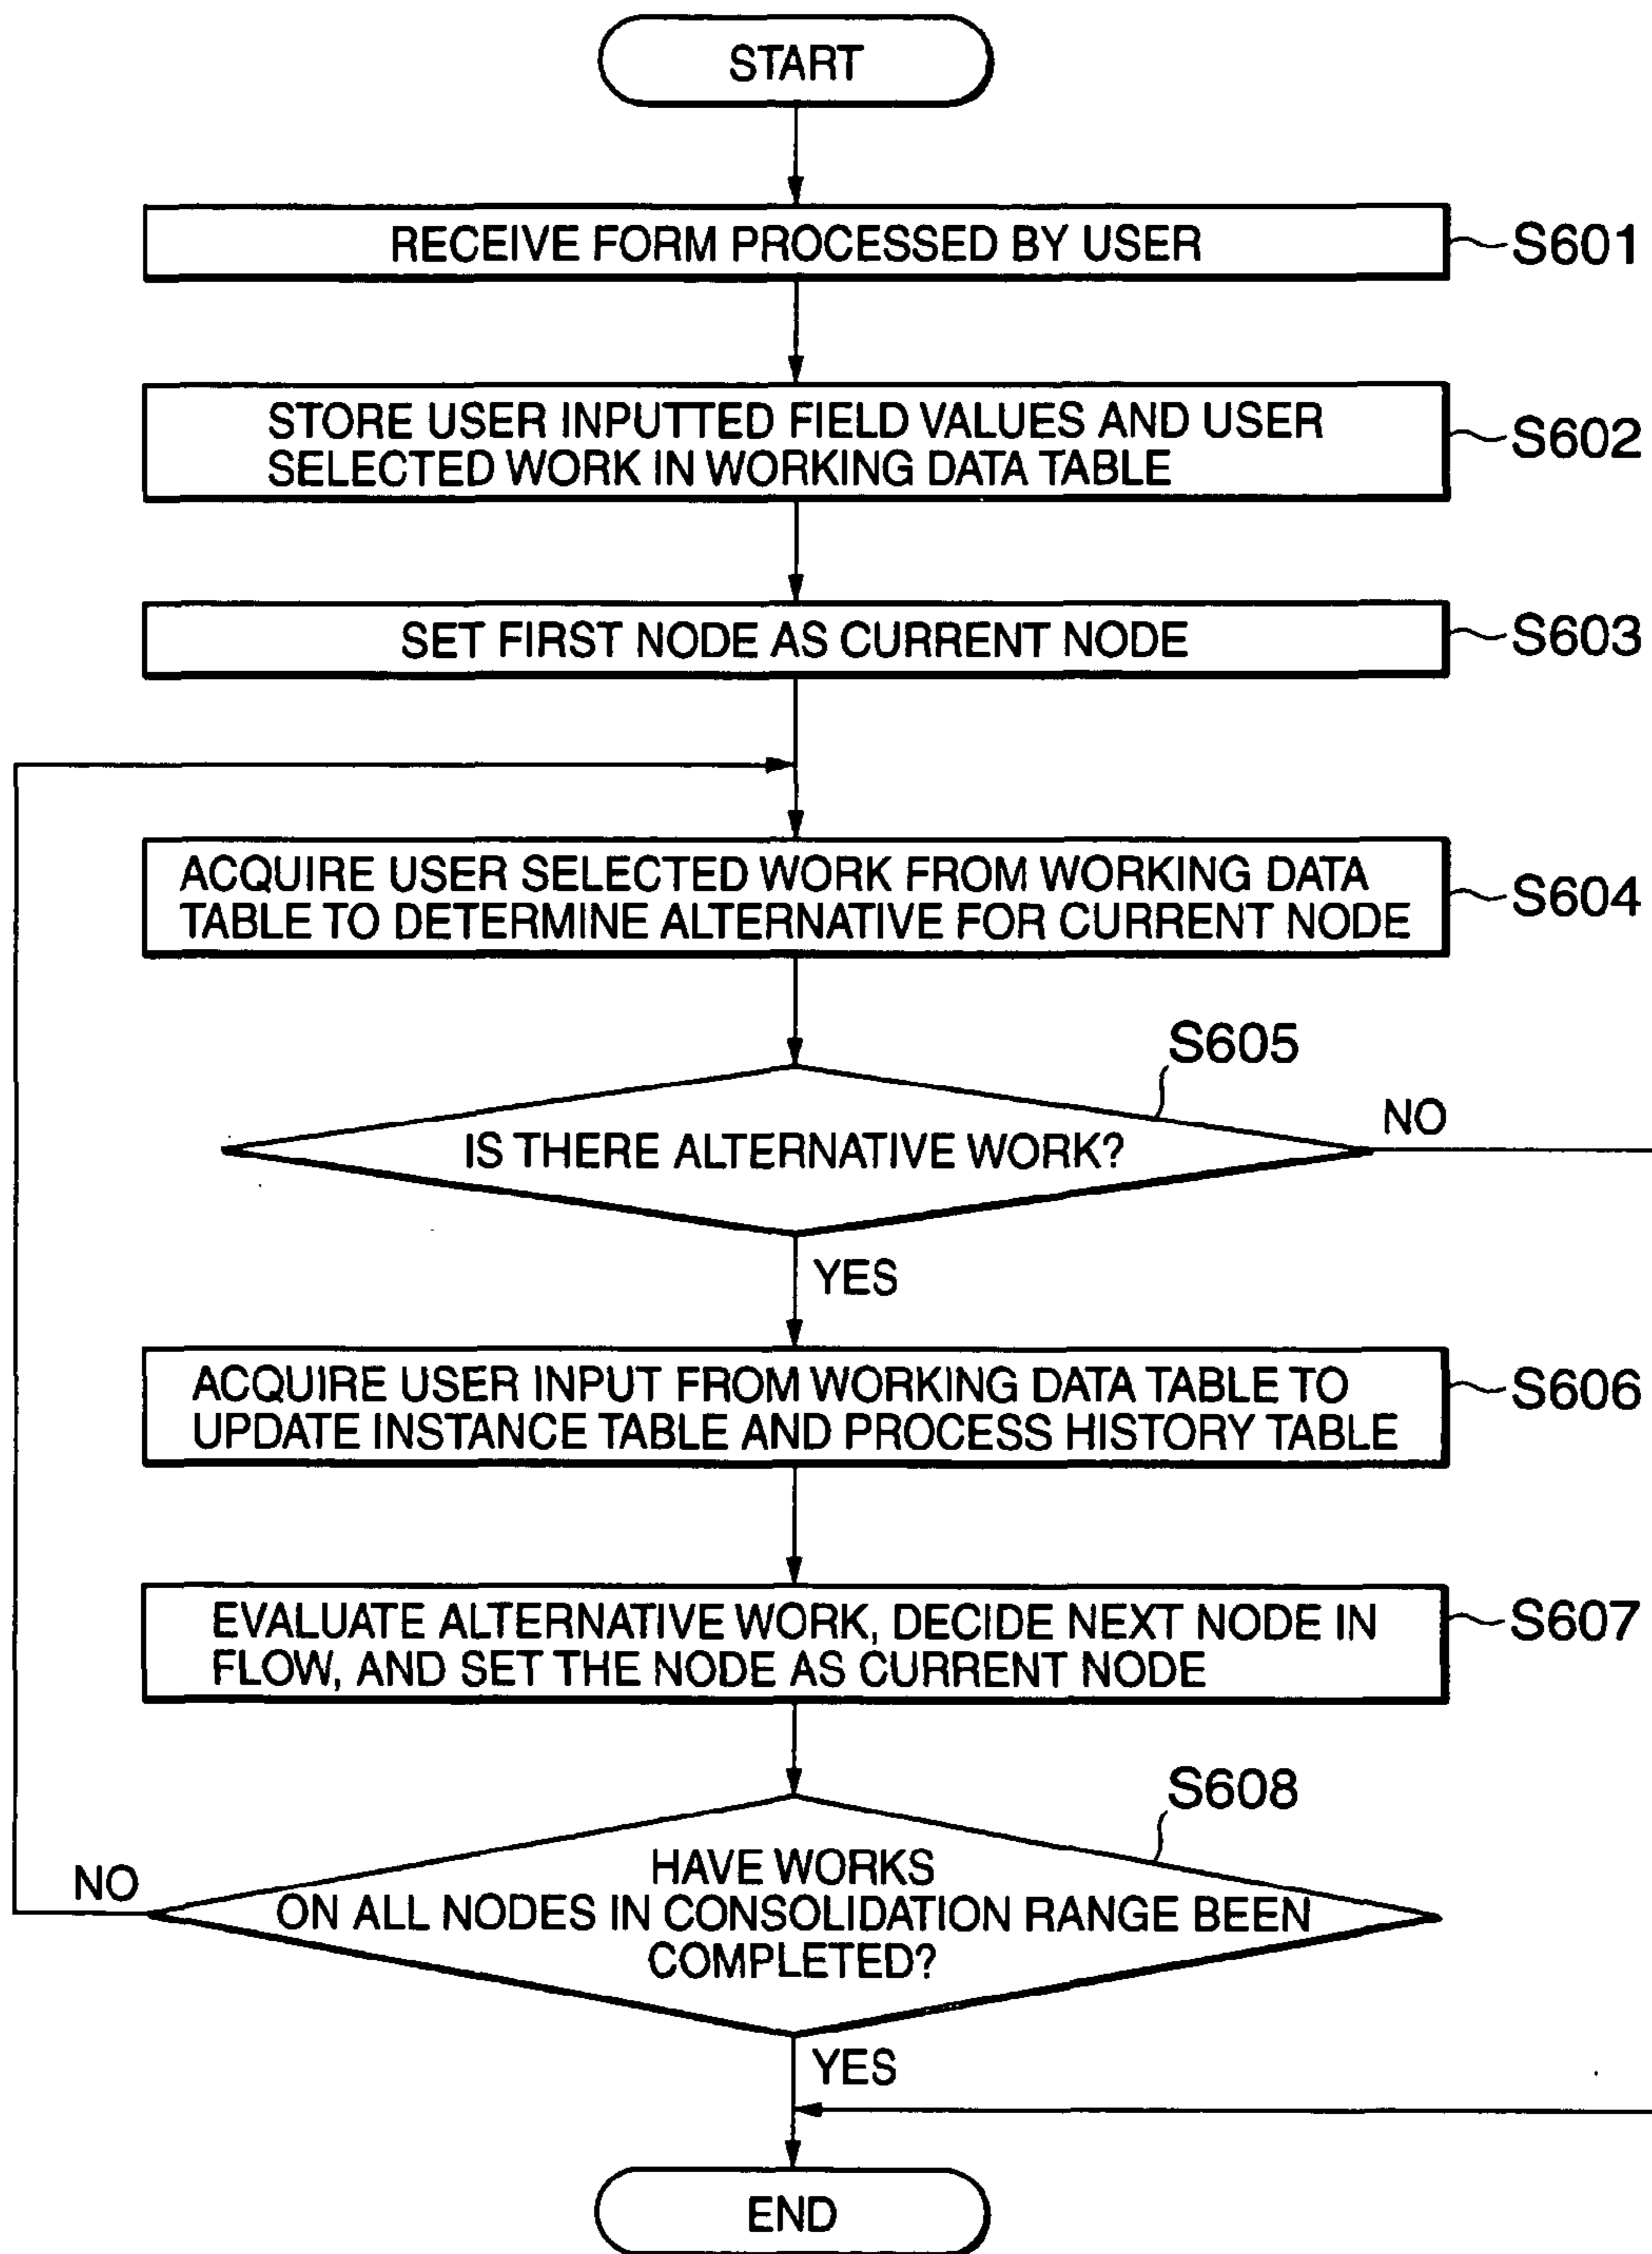 START
RECEIVE FORM PROCESSED BY USER
S601
STORE USER INPUTTED FIELD VALUES AND USER
SELECTED WORK IN WORKING DATA TABLE
S602
SET FIRST NODE AS CURRENT NODE
S603
ACQUIRE USER SELECTED WORK FROM WORKING DATA
TABLE TO DETERMINE ALTERNATIVE FOR CURRENT NODE
S604
S605
IS THERE ALTERNATIVE WORK?
NO
YES
ACQUIRE USER INPUT FROM WORKING DATA TABLE TO
UPDATE INSTANCE TABLE AND PROCESS HISTORY TABLE
S606
EVALUATE ALTERNATIVE WORK, DECIDE NEXT NODE IN
FLOW, AND SET THE NODE AS CURRENT NODE
S607
S608
HAVE WORKS
ON ALL NODES IN CONSOLIDATION RANGE BEEN
COMPLETED?
NO
YES
END